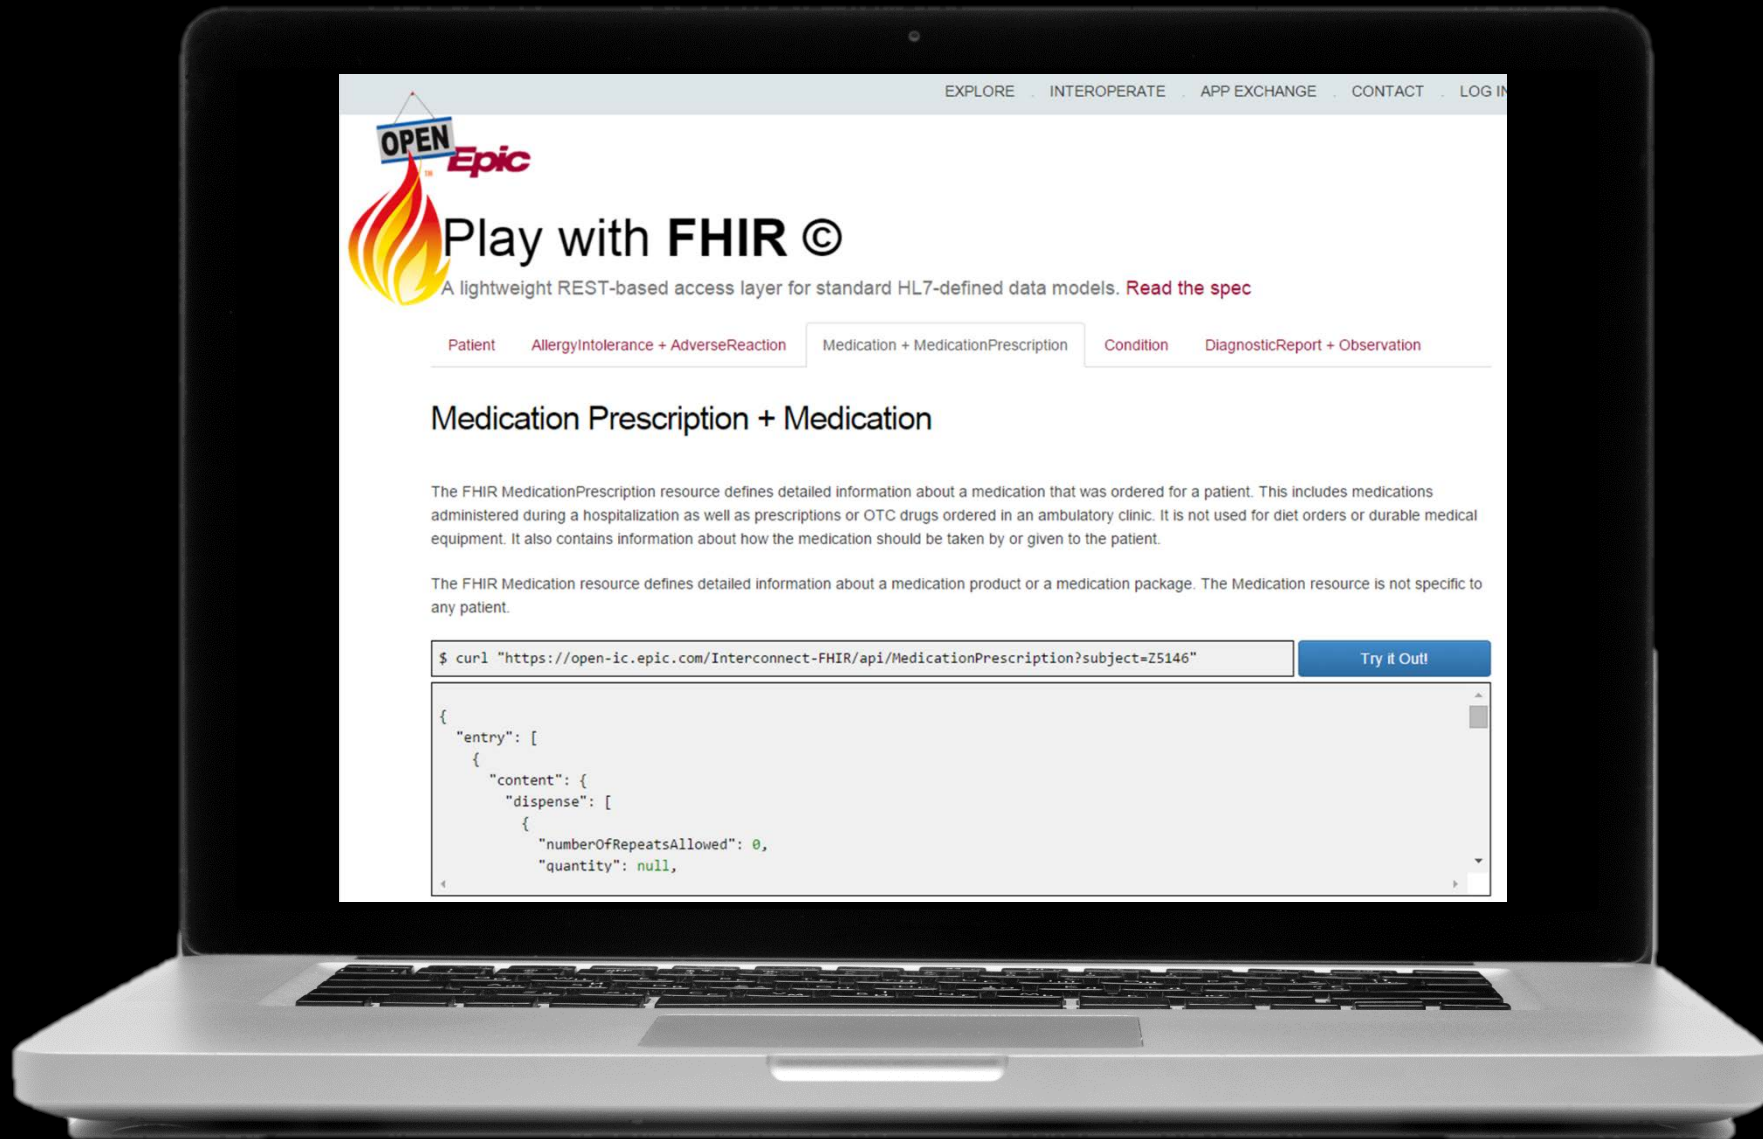 EXPLORE . INTEROPERATE . APP EXCHANGE . CONTACT . LOG IN
OPEN
Epic
TM
Play with FHIR ©
A lightweight REST-based access layer for standard HL7-defined data models. Read the spec
Patient AllergyIntolerance + AdverseReaction Medication + MedicationPrescription Condition DiagnosticReport + Observation
Medication Prescription + Medication
The FHIR MedicationPrescription resource defines detailed information about a medication that was ordered for a patient. This includes medications
administered during a hospitalization as well as prescriptions or OTC drugs ordered in an ambulatory clinic. It is not used for diet orders or durable medical
equipment. It also contains information about how the medication should be taken by or given to the patient.
The FHIR Medication resource defines detailed information about a medication product or a medication package. The Medication resource is not specific to
any patient.
$ curl "https://open-ic.epic.com/Interconnect-FHIR/api/MedicationPrescription?subject=Z5146" Try it Out!
{
"entry": [
{
"content": {
"dispense": [
{
"numberOfRepeatsAllowed": 0,
"quantity": null,